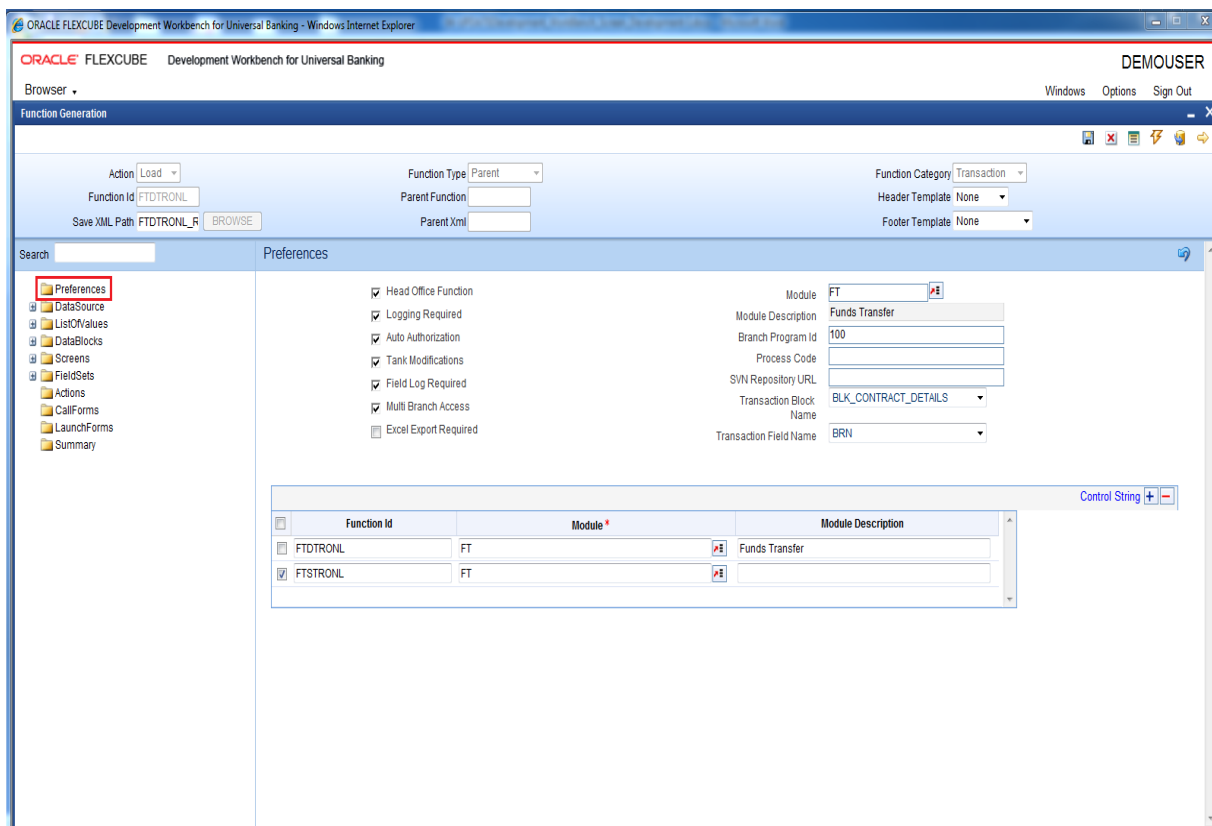 ORACLE FLEXCUBE Development Workbench for Universal Banking - Windows Internet Explorer
ORACLE FLEXCUBE Development Workbench for Universal Banking
DEMOUSER
Browser
Windows Options Sign Out
Function Generation
Action Load Function Type Parent Function Category Transaction
Function Id FTDTRONL Parent Function Header Template None
Save XML Path FTDTRONL_R BROWSE Parent Xml Footer Template None
Search
Preferences
Preferences
DataSource
ListOfValues
DataBlocks
Screens
FieldSets
Actions
CallForms
LaunchForms
Summary
Head Office Function
Logging Required
Auto Authorization
Tank Modifications
Field Log Required
Multi Branch Access
Excel Export Required
Module FT
Module Description Funds Transfer
Branch Program Id 100
Process Code
SVN Repository URL
Transaction Block Name BLK_CONTRACT_DETAILS
Transaction Field Name BRN
Control String
Function Id Module * Module Description
FTDTRONL FT Funds Transfer
FTSTRONL FT